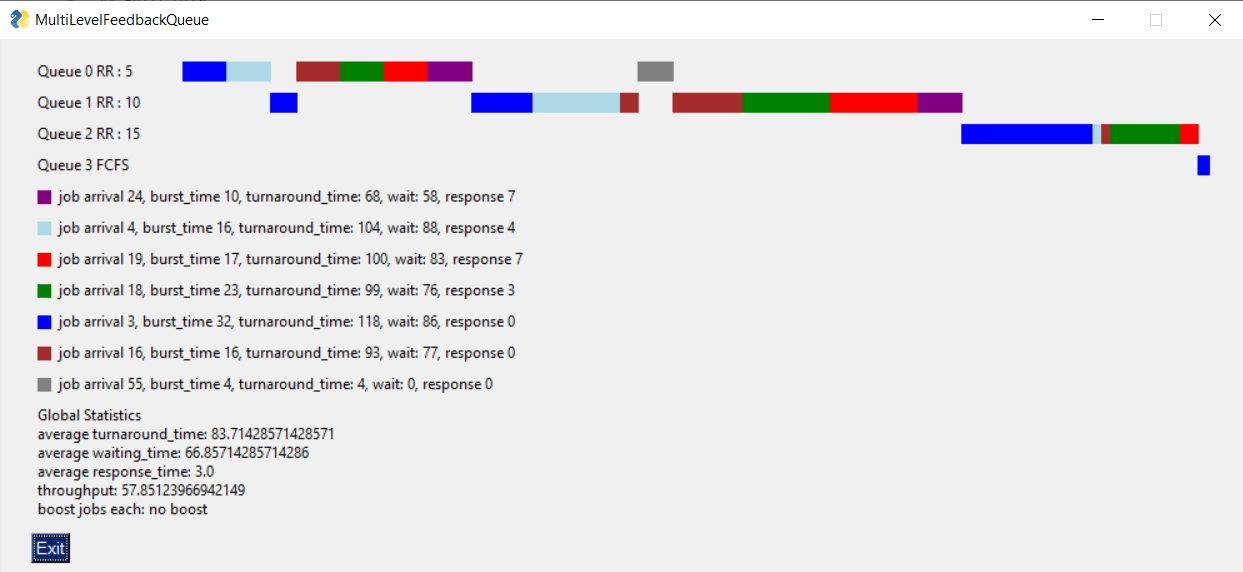 MultiLevelFeedbackQueue
Queue 0 RR : 5
Queue 1 RR : 10
Queue 2 RR : 15
Queue 3 FCFS
job arrival 24, burst_time 10, turnaround_time: 68, wait: 58, response 7
job arrival 4, burst_time 16, turnaround_time: 104, wait: 88, response 4
job arrival 19, burst_time 17, turnaround_time: 100, wait: 83, response 7
job arrival 18, burst_time 23, turnaround_time: 99, wait: 76, response 3
job arrival 3, burst_time 32, turnaround_time: 118, wait: 86, response 0
job arrival 16, burst_time 16, turnaround_time: 93, wait: 77, response 0
job arrival 55, burst_time 4, turnaround_time: 4, wait: 0, response 0
Global Statistics
average turnaround_time: 83.71428571428571
average waiting_time: 66.85714285714286
average response_time: 3.0
throughput: 57.85123966942149
boost jobs each: no boost
Exit